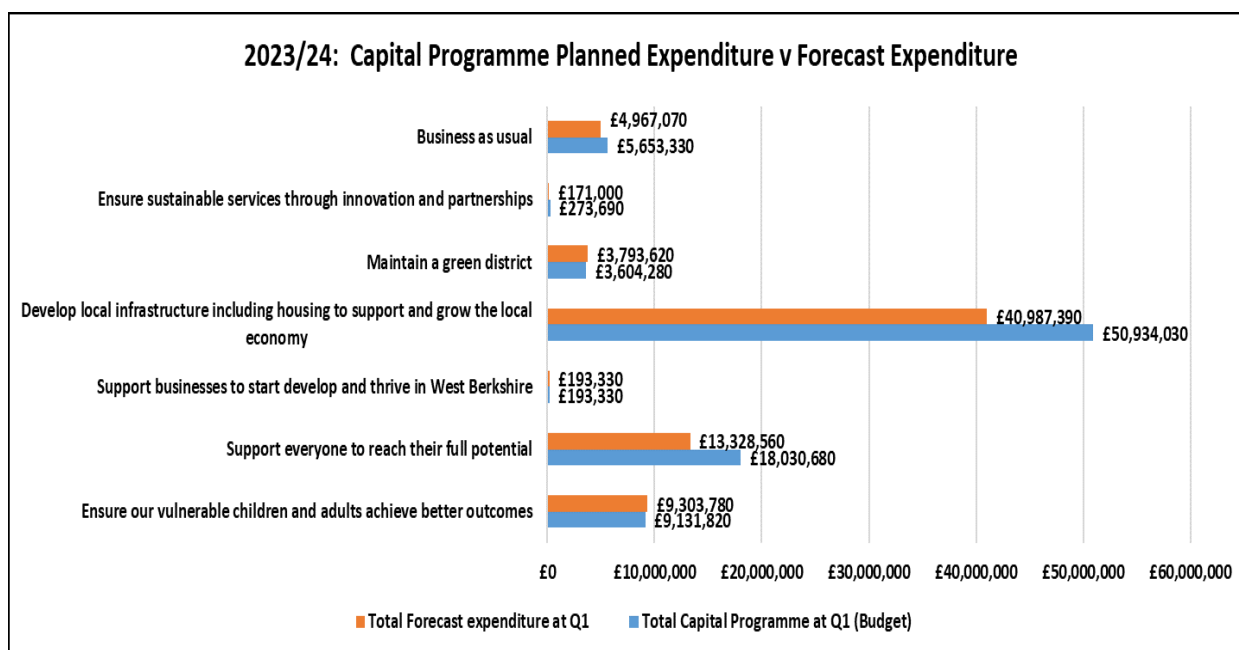 2023/24:  Capital Programme Planned Expenditure v Forecast Expenditure
Business as usual
£4,967,070
£5,653,330
Ensure sustainable services through innovation and partnerships
£171,000
£273,690
Maintain a green district
£3,793,620
£3,604,280
Develop local infrastructure including housing to support and grow the local
economy
£40,987,390
£50,934,030
Support businesses to start develop and thrive in West Berkshire
£193,330
£193,330
Support everyone to reach their full potential
£13,328,560
£18,030,680
Ensure our vulnerable children and adults achieve better outcomes
£9,303,780
£9,131,820
£0 £10,000,000 £20,000,000 £30,000,000 £40,000,000 £50,000,000 £60,000,000
Total Forecast expenditure at Q1 Total Capital Programme at Q1 (Budget)